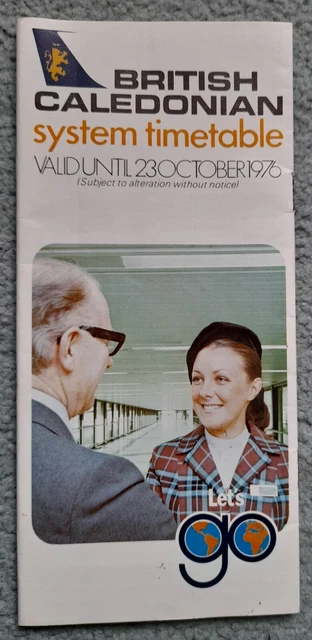 BRITISH
CALEDONIAN
system timetable
VALID UNTIL 23 OCTOBER 1976
(Subject to alteration without notice)
Let's
go